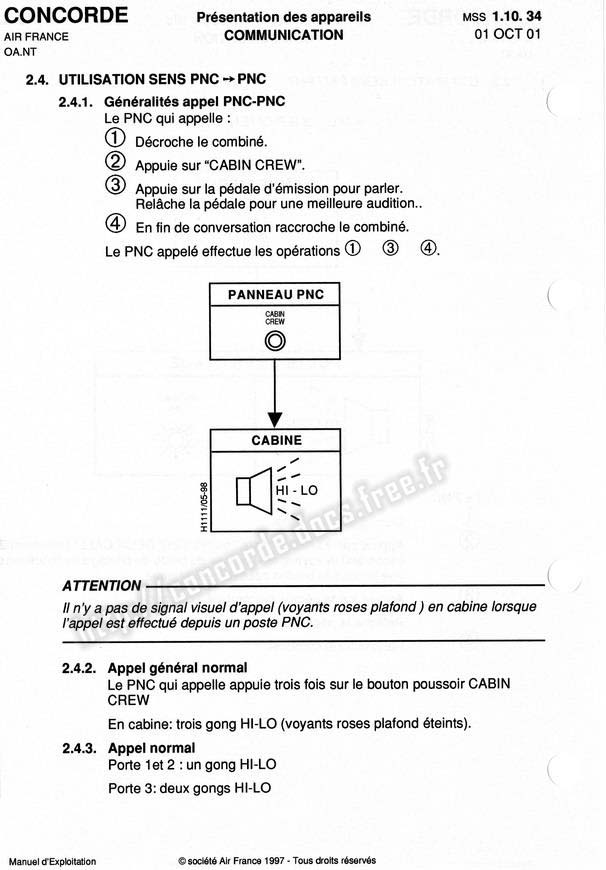 CONCORDE
AIR FRANCE
OA.NT
Présentation des appareils
COMMUNICATION
MSS 1.10. 34
01 OCT 01
2.4. UTILISATION SENS PNC → PNC
2.4.1. Généralités appel PNC-PNC
Le PNC qui appelle :
① Décroche le combiné.
② Appuie sur “CABIN CREW”.
③ Appuie sur la pédale d'émission pour parler.
Relâche la pédale pour une meilleure audition..
④ En fin de conversation raccroche le combiné.
Le PNC appelé effectue les opérations ① ③ ④.
PANNEAU PNC
CABIN
CREW
CABINE
HI - LO
H1111/05-98
http://concorde.docs.free.fr
ATTENTION
Il n'y a pas de signal visuel d'appel (voyants roses plafond ) en cabine lorsque
l'appel est effectué depuis un poste PNC.
2.4.2. Appel général normal
Le PNC qui appelle appuie trois fois sur le bouton poussoir CABIN
CREW
En cabine: trois gong HI-LO (voyants roses plafond éteints).
2.4.3. Appel normal
Porte 1et 2 : un gong HI-LO
Porte 3: deux gongs HI-LO
Manuel d'Exploitation
© société Air France 1997 - Tous droits réservés